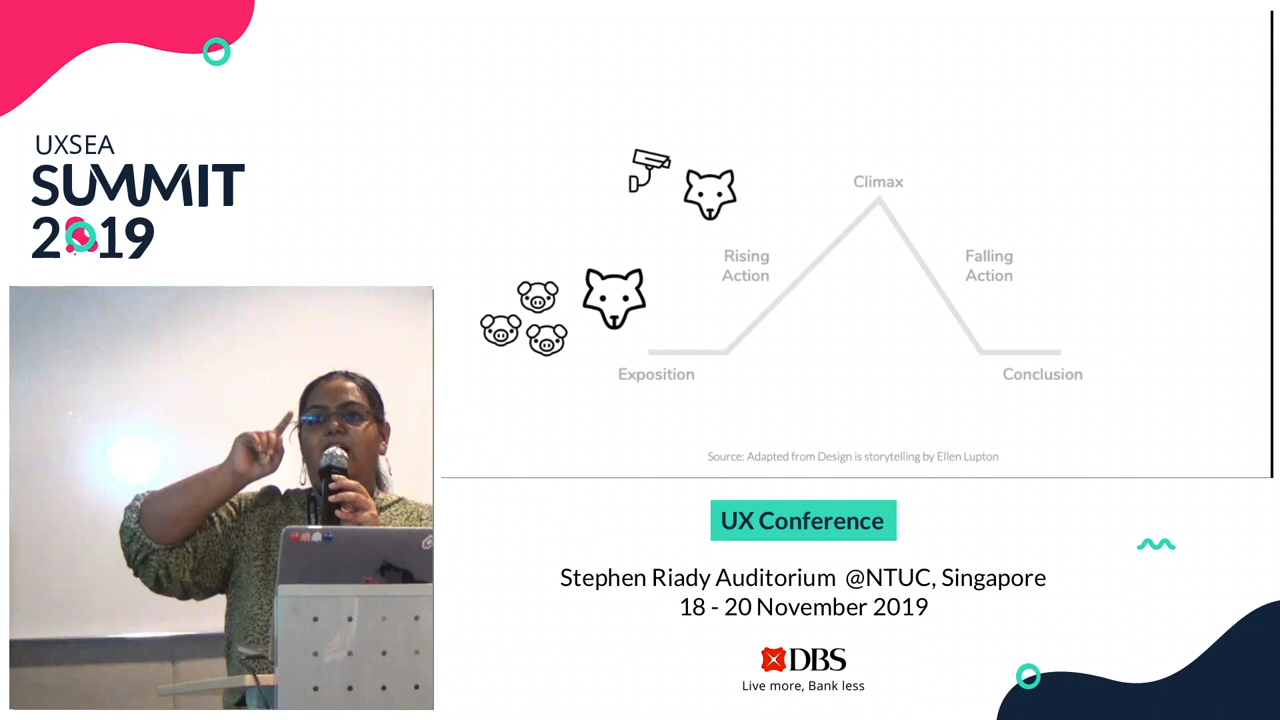 UXSEA
SUMMIT
2019
Climax
Rising
Action
Falling
Action
Exposition
Conclusion
Source: Adapted from Design is storytelling by Ellen Lupton
UX Conference
Stephen Riady Auditorium @NTUC, Singapore
18 - 20 November 2019
DBS
Live more, Bank less